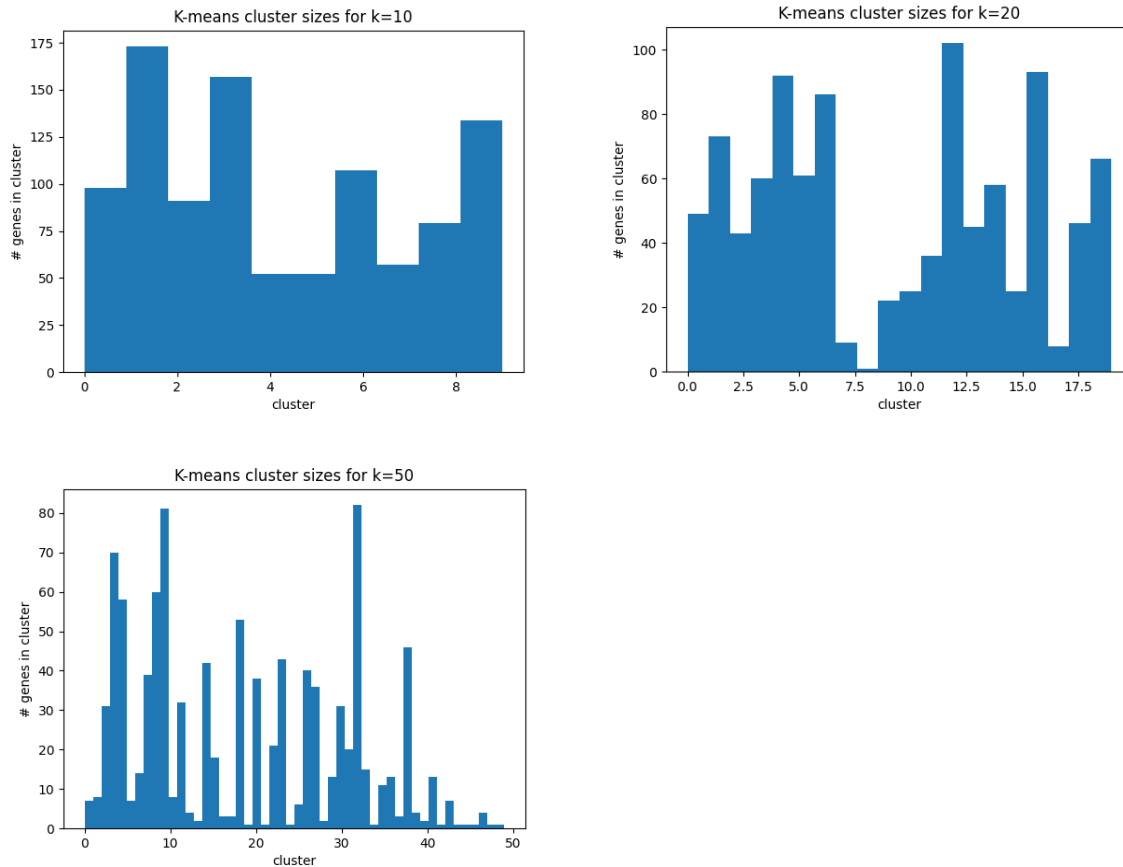 K-means cluster sizes for k=10
175
150
125
100
75
50
25
0
# genes in cluster
0 2 4 6 8
cluster
K-means cluster sizes for k=20
100
80
60
40
20
0
# genes in cluster
0.0 2.5 5.0 7.5 10.0 12.5 15.0 17.5
cluster
K-means cluster sizes for k=50
80
70
60
50
40
30
20
10
0
# genes in cluster
0 10 20 30 40 50
cluster